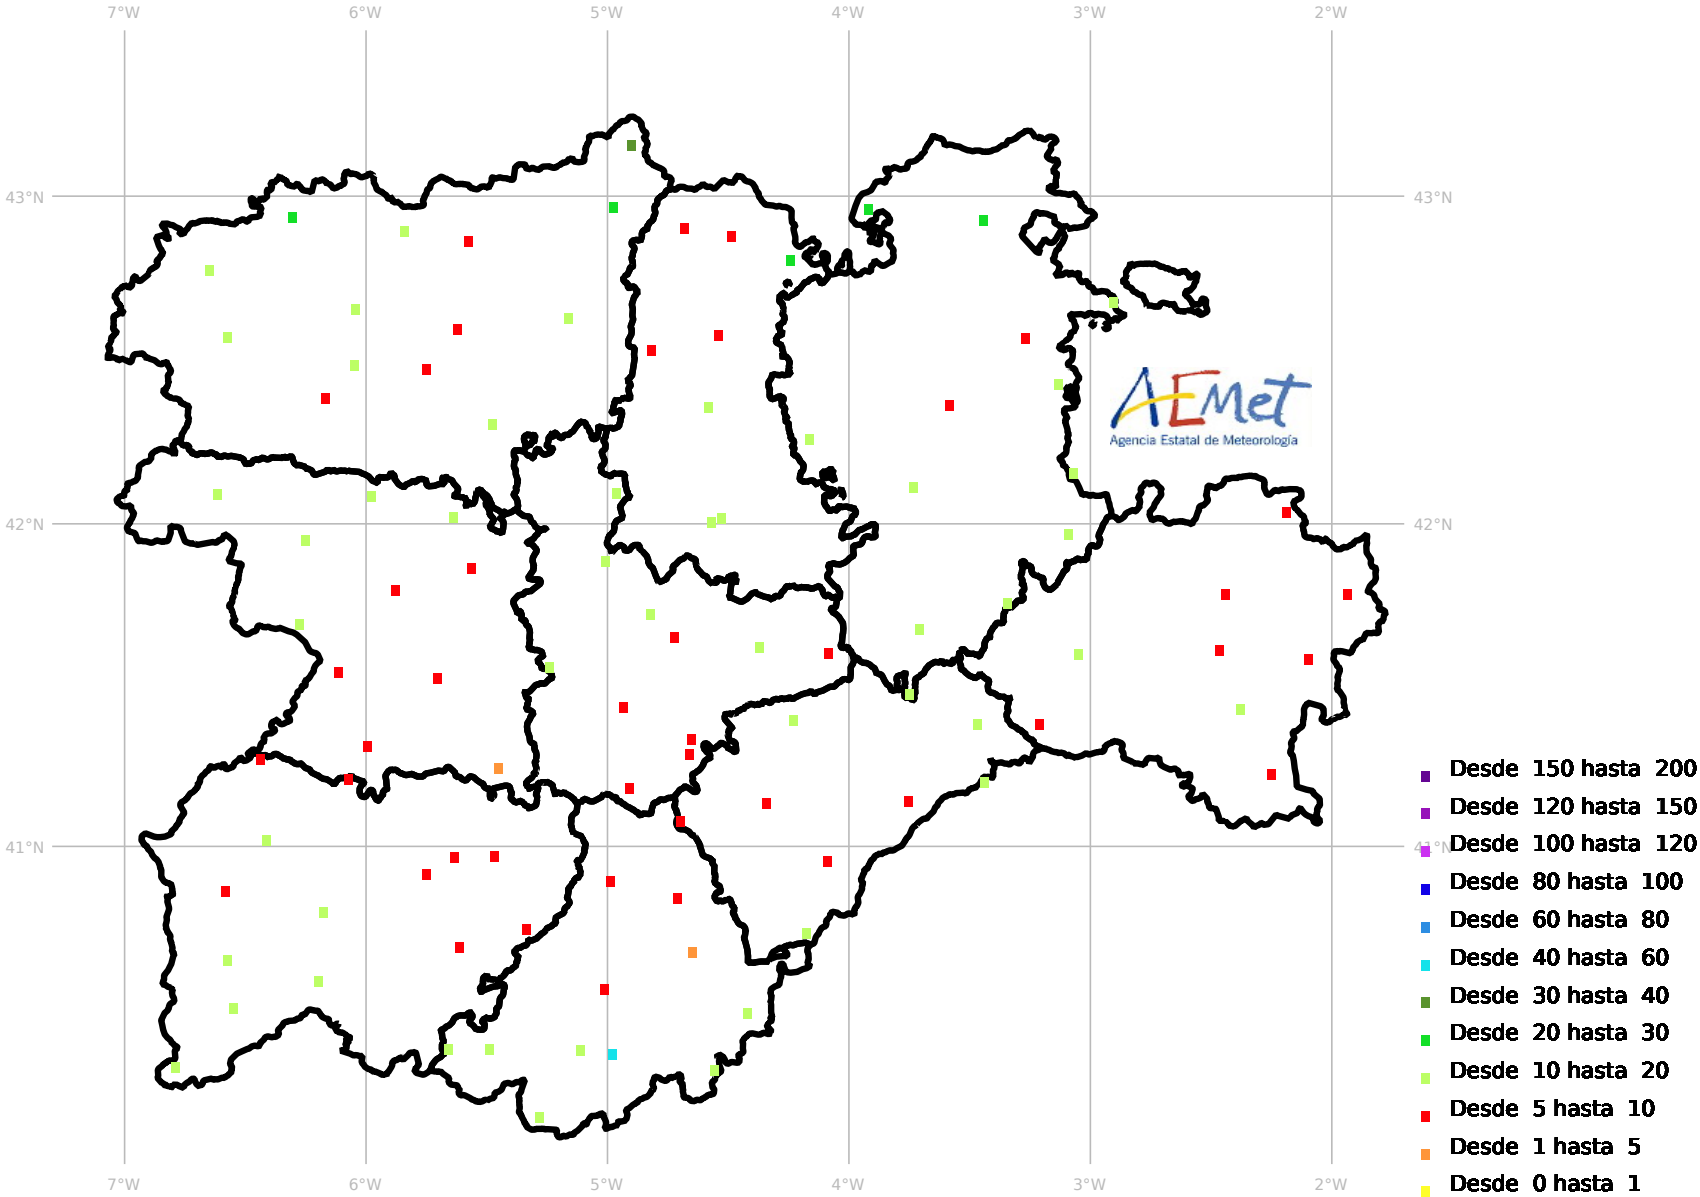 7°W 6°W 5°W 4°W 3°W 2°W
43°N 43°N
AEMet
Agencia Estatal de Meteorología
42°N 42°N
Desde 150 hasta 200
Desde 120 hasta 150
41°N 41°N
Desde 100 hasta 120
Desde 80 hasta 100
Desde 60 hasta 80
Desde 40 hasta 60
Desde 30 hasta 40
Desde 20 hasta 30
Desde 10 hasta 20
Desde 5 hasta 10
Desde 1 hasta 5
Desde 0 hasta 1
7°W 6°W 5°W 4°W 3°W 2°W